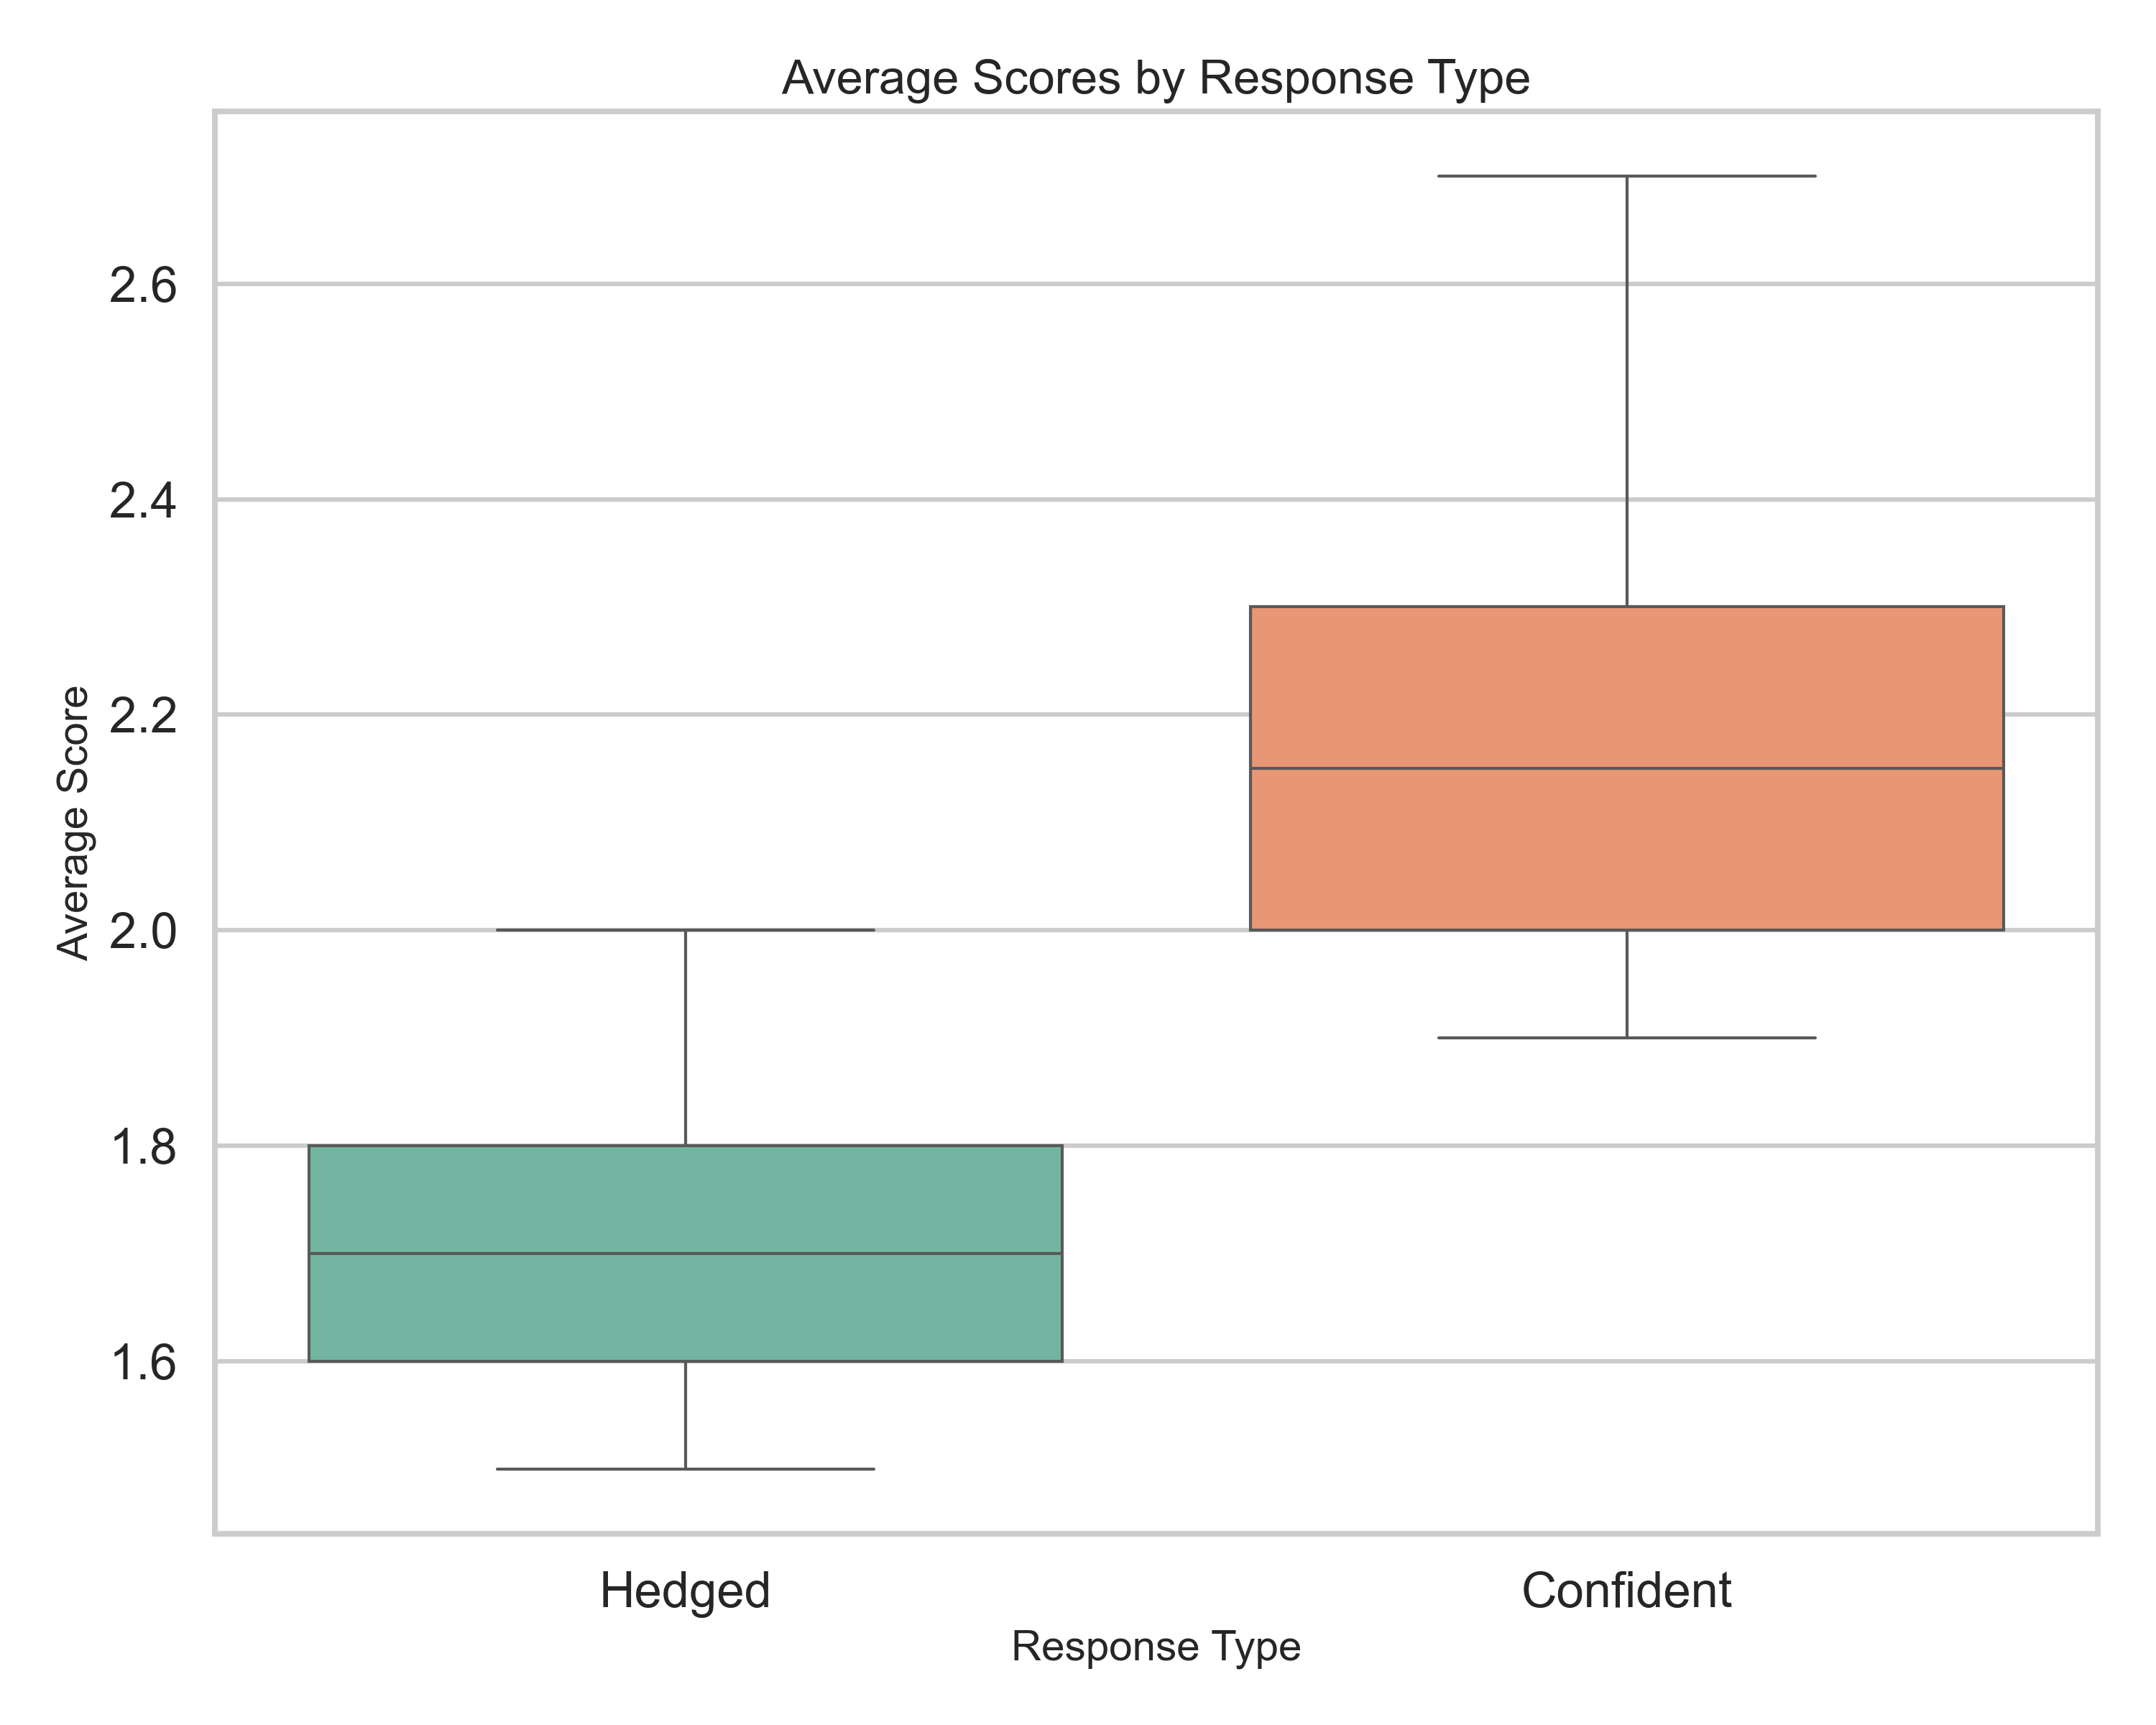 Average Scores by Response Type
2.6
2.4
2.2
2.0
1.8
1.6
Average Score
Hedged
Confident
Response Type